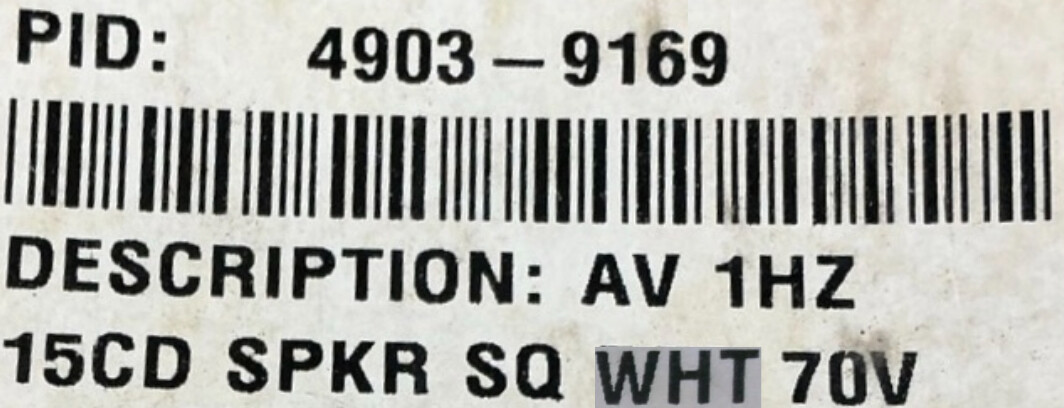 PID: 4903-9169
DESCRIPTION: AV 1HZ
15CD SPKR SQ WHT 70V